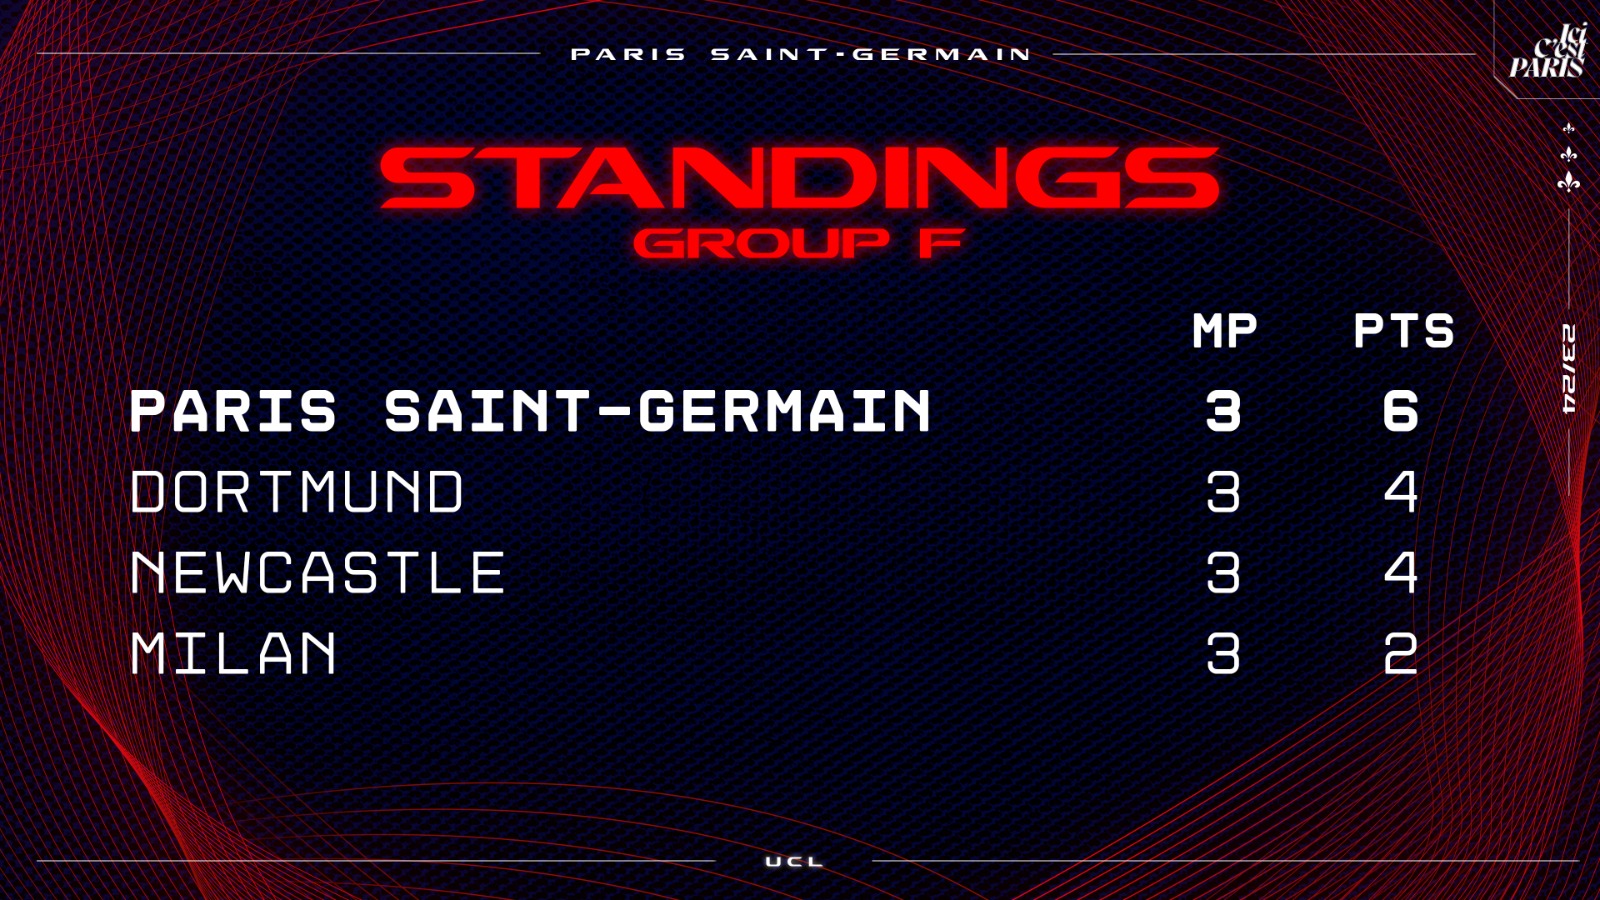 PARIS SAINT-GERMAIN
Ici
c'est
PARIS
STANDINGS
GROUP F
MP PTS
PARIS SAINT-GERMAIN 3 6
DORTMUND 3 4
NEWCASTLE 3 4
MILAN 3 2
23/24
UCL